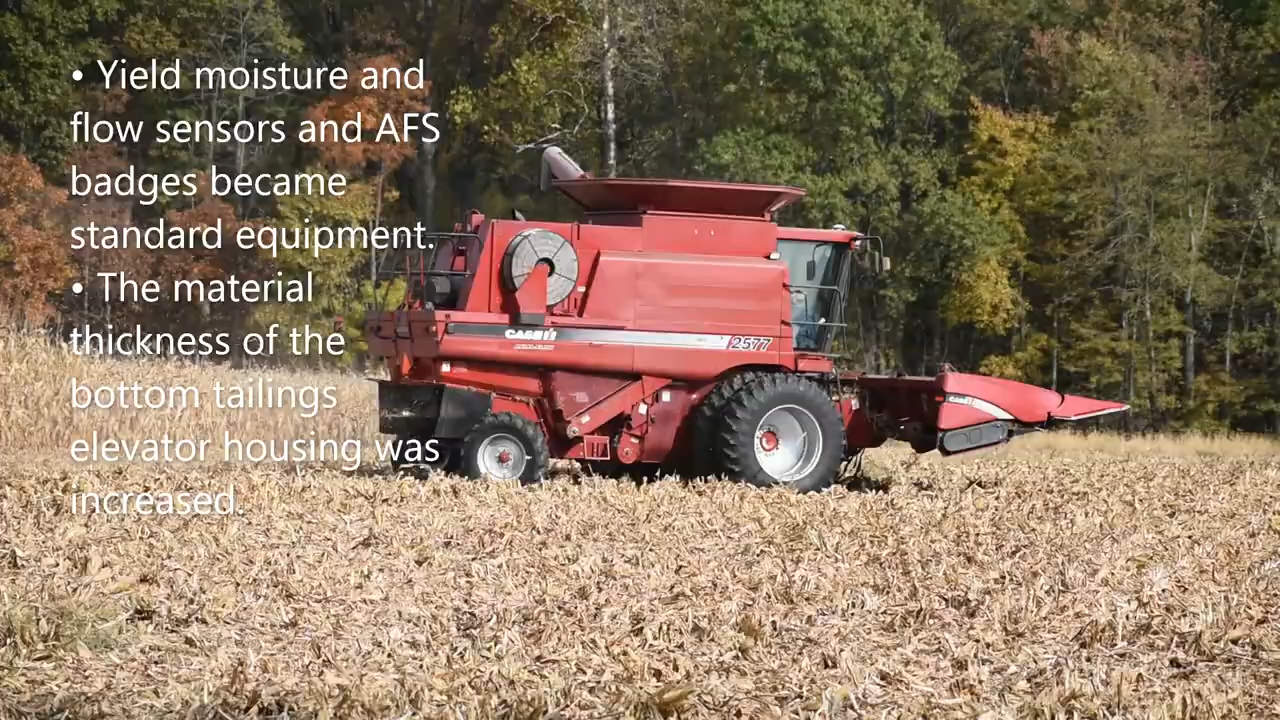 • Yield moisture and
flow sensors and AFS
badges became
standard equipment.
• The material
thickness of the
bottom tailings
elevator housing was
increased.
CASE IH
2577